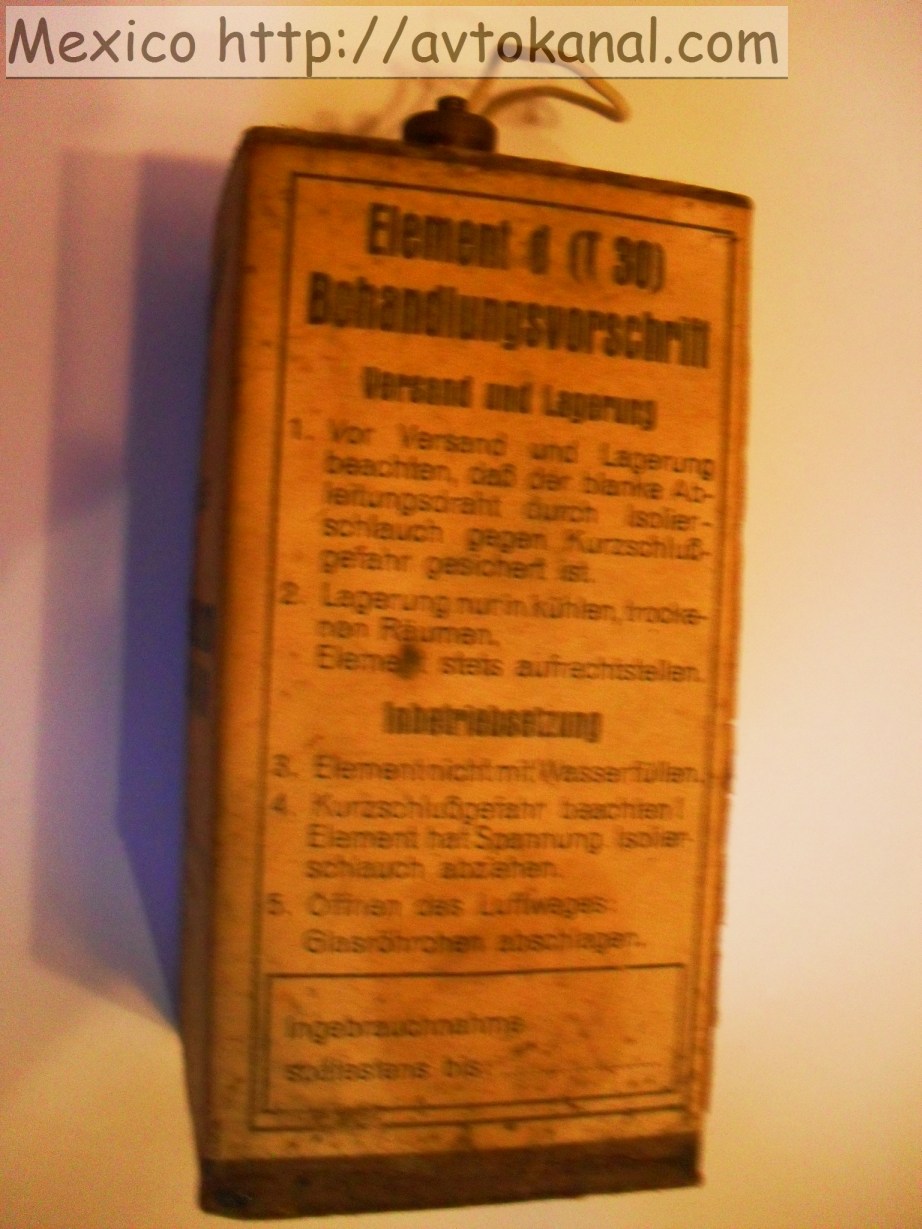 Mexico http://avtokanal.com
Element d (T 30)
Behandlungsvorschrift
Versand und Lagerung
1. Vor Versand und Lagerung
beachten, daß der blanke Ab-
leitungsdraht durch Isolier-
schlauch gegen Kurzschluß-
gefahr gesichert ist.
2. Lagerung nur in kühlen, trocke-
nen Räumen.
Element stets aufrechtstellen.
Inbetriebsetzung
3. Element nicht mit Wasser füllen.
4. Kurzschlußgefahr beachten!
Element hat Spannung Isolier-
schlauch abziehen.
5. Öffnen des Luftweges:
Glasröhrchen abschlagen.
Ingebrauchnahme
spätestens bis: